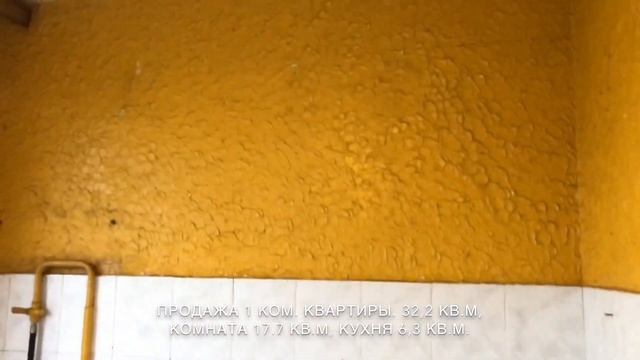 ПРОДАЖА 1 КОМ. КВАРТИРЫ. 32,2 КВ.М,
КОМНАТА 17.7 КВ.М, КУХНЯ 6,3 КВ.М.